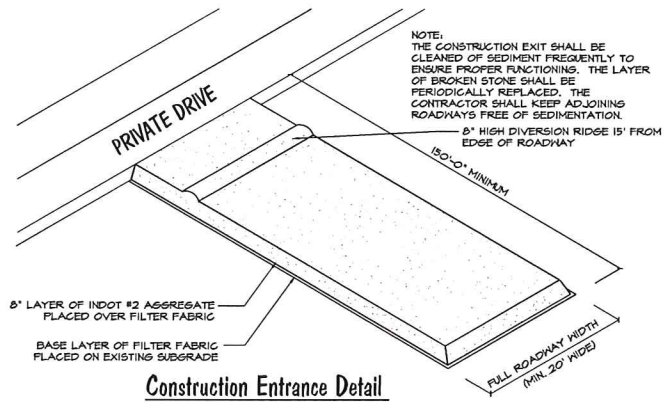 NOTE:
THE CONSTRUCTION EXIT SHALL BE
CLEANED OF SEDIMENT FREQUENTLY TO
ENSURE PROPER FUNCTIONING. THE LAYER
OF BROKEN STONE SHALL BE
PERIODICALLY REPLACED. THE
CONTRACTOR SHALL KEEP ADJOINING
ROADWAYS FREE OF SEDIMENTATION.
PRIVATE DRIVE
8" HIGH DIVERSION RIDGE 15' FROM
EDGE OF ROADWAY
150'-0" MINIMUM
8" LAYER OF INDOT #2 AGGREGATE
PLACED OVER FILTER FABRIC
BASE LAYER OF FILTER FABRIC
PLACED ON EXISTING SUBGRADE
FULL ROADWAY WIDTH
(MIN. 20' WIDE)
Construction Entrance Detail